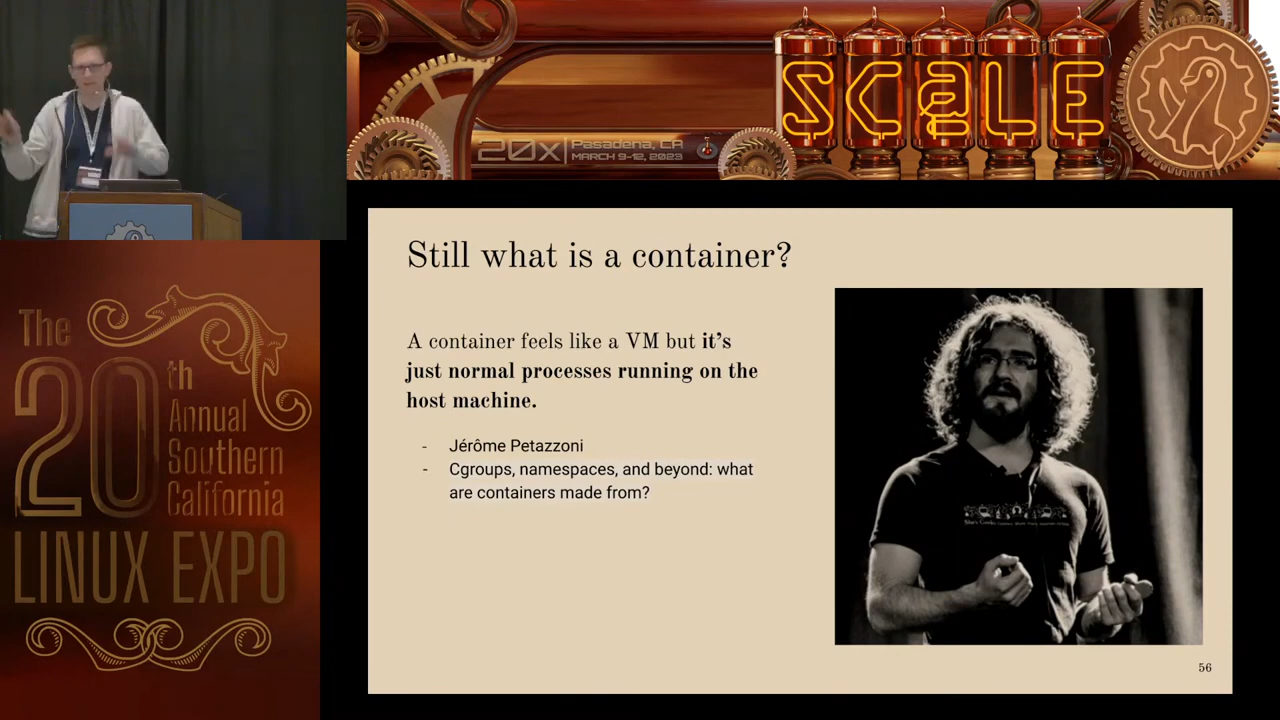 SCaLE
20x
Pasadena, CA
MARCH 9-12, 2023
The
20th
Annual
Southern
California
LINUX EXPO
Still what is a container?
A container feels like a VM but it's
just normal processes running on the
host machine.
- Jérôme Petazzoni
- Cgroups, namespaces, and beyond: what
are containers made from?
56